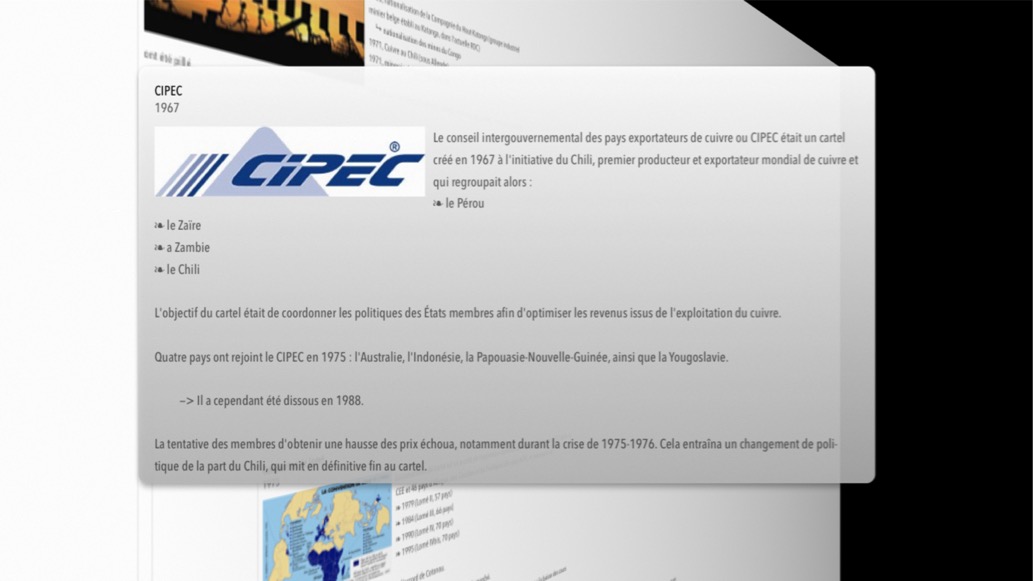 nationalisation de la Compagnie du Haut Katanga (groupe industriel
minier belge établi au Katanga, dans l'actuelle RDC)
nationalisation des mines du Congo
1971, Cuivre au Chili (sous Allende)
1971,
ont été pillé
CIPEC
1967
CIPEC®
Le conseil intergouvernemental des pays exportateurs de cuivre ou CIPEC était un cartel
créé en 1967 à l'initiative du Chili, premier producteur et exportateur mondial de cuivre et
qui regroupait alors :
❧ le Pérou
❧ le Zaïre
❧ a Zambie
❧ le Chili
L'objectif du cartel était de coordonner les politiques des États membres afin d'optimiser les revenus issus de l'exploitation du cuivre.
Quatre pays ont rejoint le CIPEC en 1975 : l'Australie, l'Indonésie, la Papouasie-Nouvelle-Guinée, ainsi que la Yougoslavie.
–> Il a cependant été dissous en 1988.
La tentative des membres d'obtenir une hausse des prix échoua, notamment durant la crise de 1975-1976. Cela entraîna un changement de poli-
tique de la part du Chili, qui mit en définitive fin au cartel.
1975
LA CONVENTION DE
CEE et 46 pays
❧ 1979 (Lomé II, 57 pays)
❧ 1984 (Lomé III, 66 pays)
❧ 1990 (Lomé IV, 70 pays)
❧ 1995 (Lomé IVbis, 70 pays)
de Cotonou